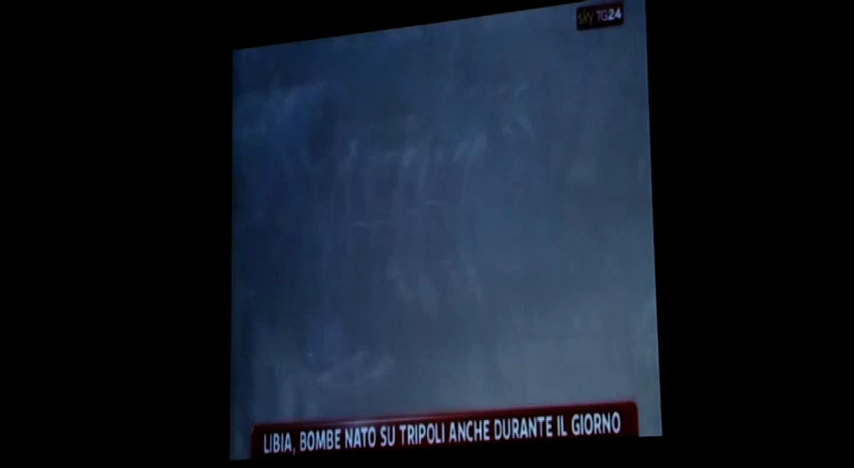 sky TG24
LIBIA, BOMBE NATO SU TRIPOLI ANCHE DURANTE IL GIORNO